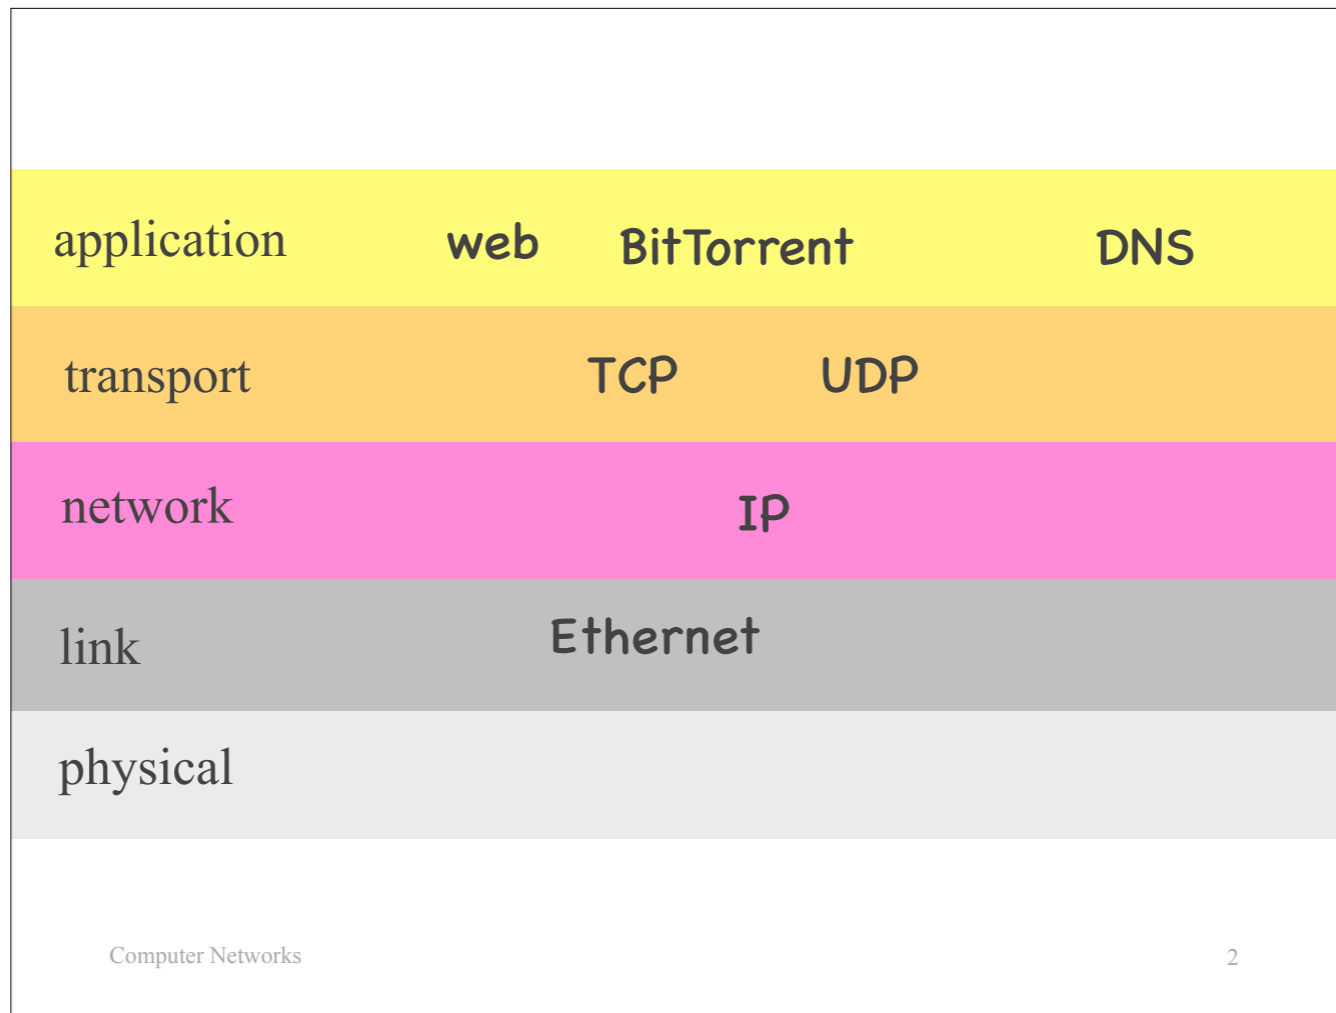 application web BitTorrent DNS
transport TCP UDP
network IP
link Ethernet
physical
Computer Networks 2